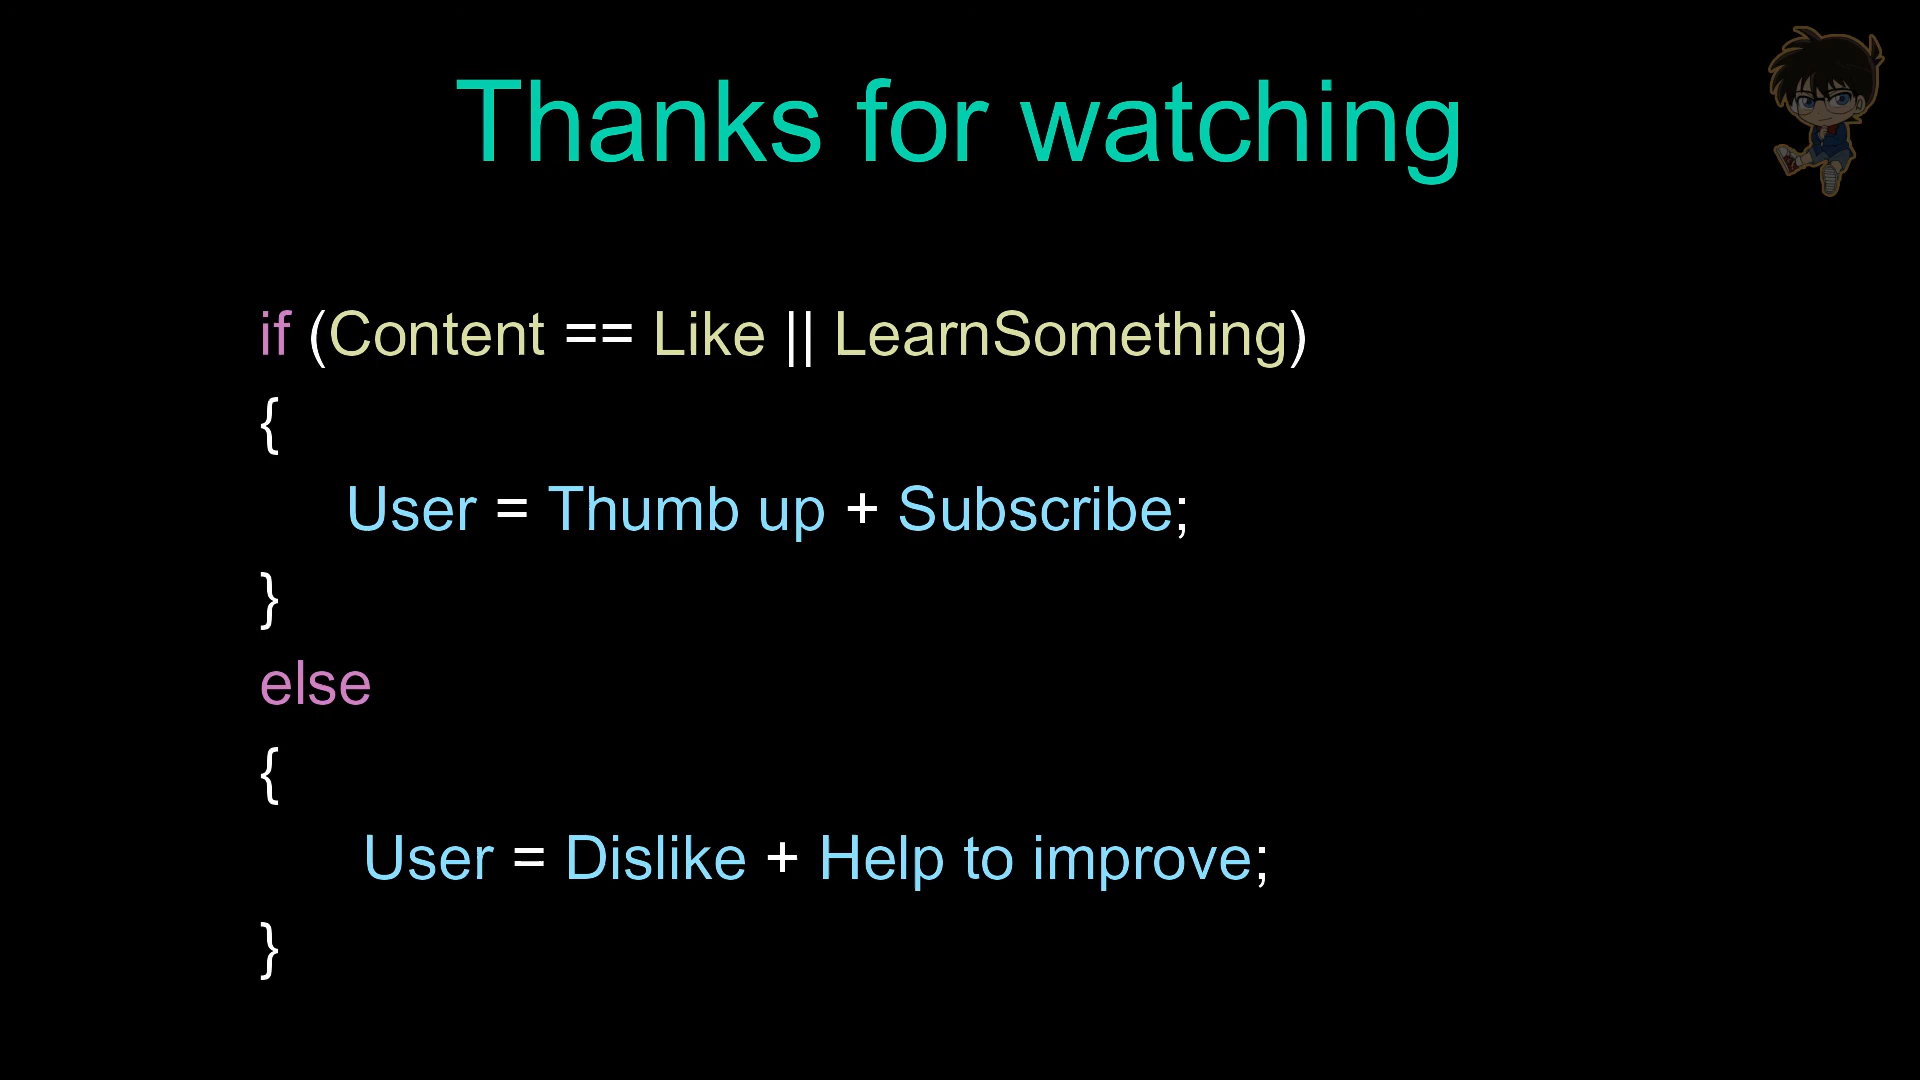 Thanks for watching
if (Content == Like || LearnSomething)
{
User = Thumb up + Subscribe;
}
else
{
User = Dislike + Help to improve;
}